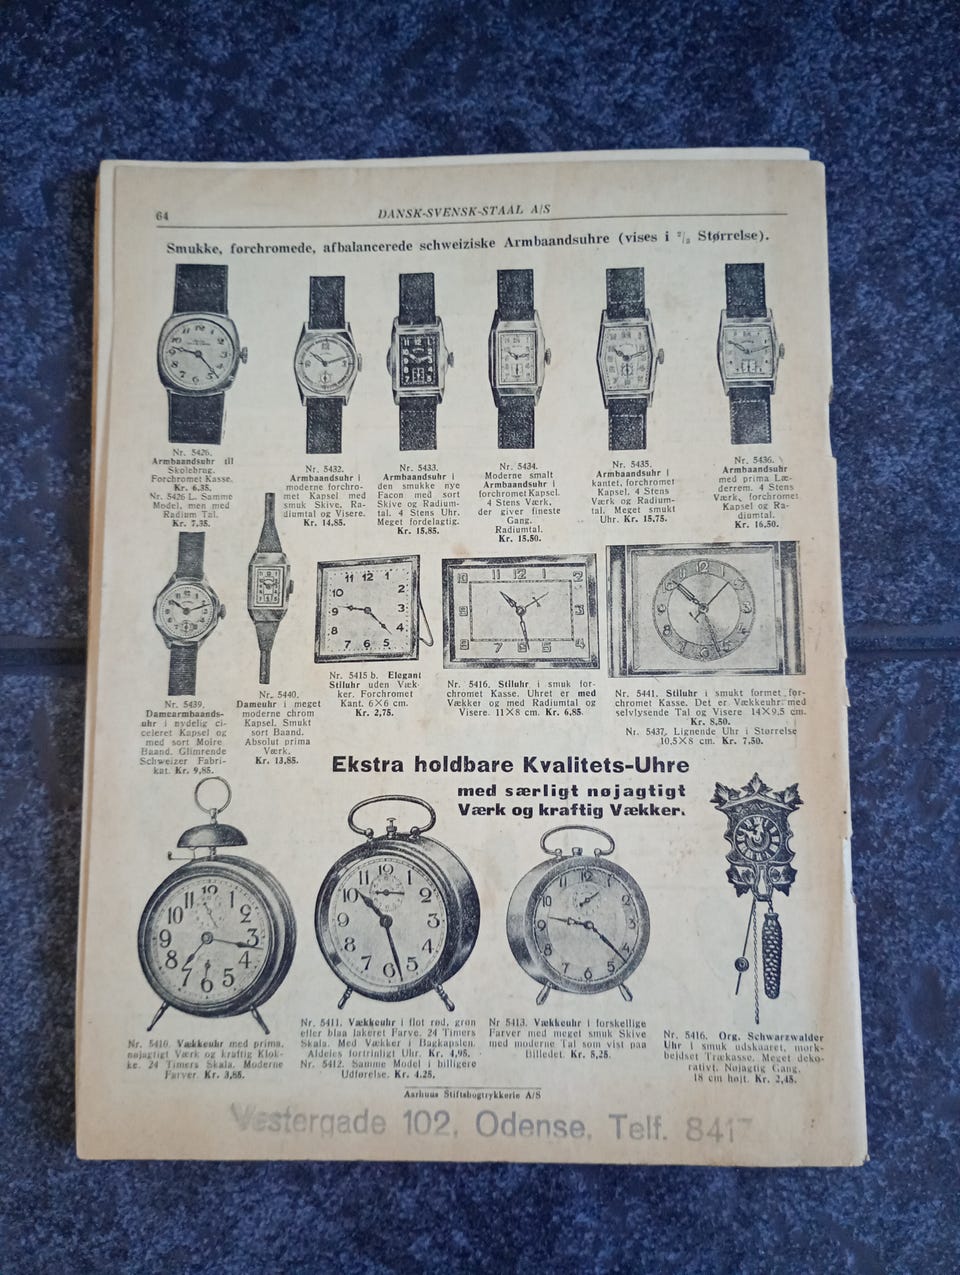 64
DANSK-SVENSK-STAAL A/S
Smukke, forchromede, afbalancerede schweiziske Armbaandsuhre (vises i ²/₃ Størrelse).
Nr. 5426.
Armbaandsuhr til
Skolebrug.
Forchromet Kasse.
Kr. 6,35.
Nr. 5426 L. Samme
Model, men med
Radium Tal.
Kr. 7,35.
Nr. 5432.
Armbaandsuhr i
moderne forchro-
met Kapsel med
smuk Skive, Ra-
diumtal og Visere.
Kr. 14,85.
Nr. 5433.
Armbaandsuhr i
den smukke nye
Facon med sort
Skive og Radium-
tal. 4 Stens Uhr.
Meget fordelagtig.
Kr. 15,85.
Nr. 5434.
Moderne smalt
Armbaandsuhr i
forchromet Kapsel.
4 Stens Værk,
der giver fineste
Gang.
Radiumtal.
Kr. 15,50.
Nr. 5435.
Armbaandsuhr i
kantet, forchromet
Kapsel. 4 Stens
Værk og Radium-
tal. Meget smukt
Uhr. Kr. 15,75.
Nr. 5436.
Armbaandsuhr
med prima Læ-
derrem. 4 Stens
Værk, forchromet
Kapsel og Ra-
diumtal.
Kr. 16,50.
Nr. 5439.
Damearmbaands-
uhr i nydelig ci-
celeret Kapsel og
med sort Moire
Baand. Glimrende
Schweizer Fabri-
kat. Kr. 9,85.
Nr. 5440.
Dameuhr i meget
moderne chrom
Kapsel. Smukt
sort Baand.
Absolut prima
Værk.
Kr. 13,85.
Nr. 5415 b. Elegant
Stiluhr uden Væk-
ker. Forchromet
Kant. 6×6 cm.
Kr. 2,75.
Nr. 5416. Stiluhr i smuk for-
chromet Kasse. Uhret er med
Vækker og med Radiumtal og
Visere. 11×8 cm. Kr. 6,85.
Nr. 5441. Stiluhr i smukt formet for-
chromet Kasse. Det er Vækkeuhr med
selvlysende Tal og Visere 14×9,5 cm.
Kr. 8,50.
Nr. 5437. Lignende Uhr i Størrelse
10,5×8 cm. Kr. 7,50.
Ekstra holdbare Kvalitets-Uhre
med særligt nøjagtigt
Værk og kraftig Vækker.
Nr. 5410. Vækkeuhr med prima,
nøjagtigt Værk og kraftig Klok-
ke. 24 Timers Skala. Moderne
Farver. Kr. 3,85.
Nr. 5411. Vækkeuhr i flot rød, grøn
eller blaa lakeret Farve. 24 Timers
Skala. Med Vækker i Bagkapslen.
Aldeles fortrinligt Uhr. Kr. 4,95.
Nr. 5412. Samme Model i billigere
Udførelse. Kr. 4.25.
Nr 5413. Vækkeuhr i forskellige
Farver med meget smuk Skive
med moderne Tal som vist paa
Billedet. Kr. 5,25.
Nr. 5416. Org. Schwarzwalder
Uhr i smuk udskaaret, mørk-
bejdset Trækasse. Meget deko-
rativt. Nøjagtig Gang.
18 cm højt. Kr. 2,45.
Aarhuus Stiftsbogtrykkerie A/S
Vestergade 102, Odense, Telf. 8417